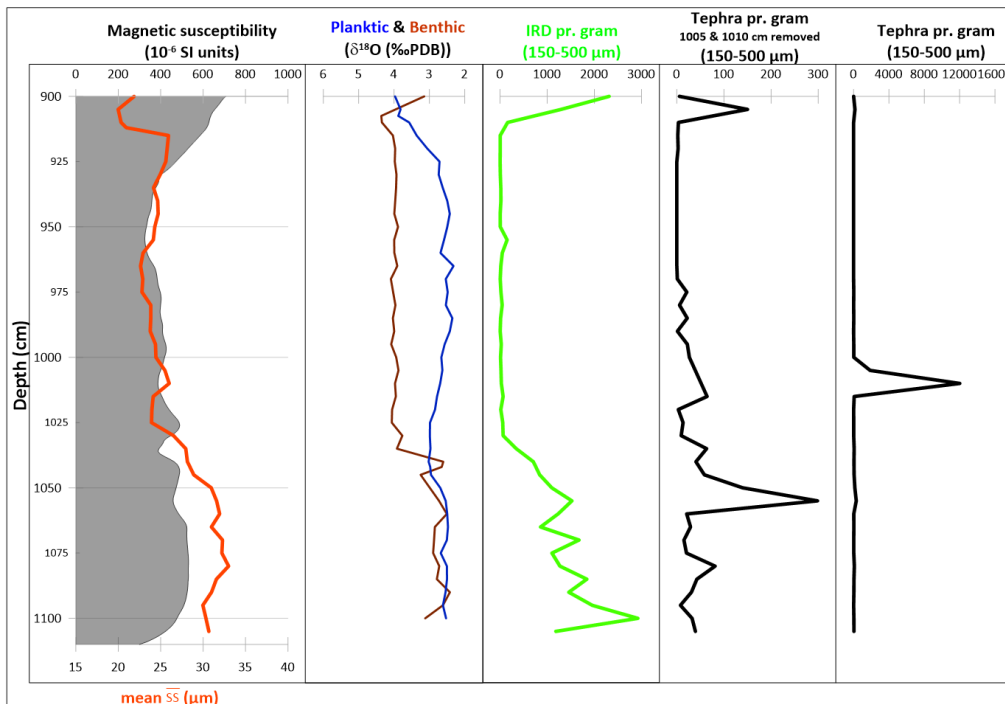 Magnetic susceptibility
(10⁻⁶ SI units)
0 200 400 600 800 1000
Planktic & Benthic
(δ¹⁸O (‰PDB))
6 5 4 3 2
IRD pr. gram
(150-500 µm)
0 1000 2000 3000
Tephra pr. gram
1005 & 1010 cm removed
(150-500 µm)
0 100 200 300
Tephra pr. gram
(150-500 µm)
0 4000 8000 12000 16000
Depth (cm)
900
925
950
975
1000
1025
1050
1075
1100
15 20 25 30 35 40
mean SS (µm)